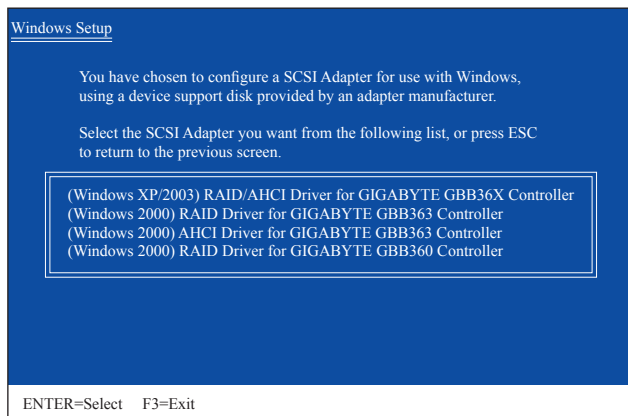 Windows Setup
You have chosen to configure a SCSI Adapter for use with Windows,
using a device support disk provided by an adapter manufacturer.
Select the SCSI Adapter you want from the following list, or press ESC
to return to the previous screen.
(Windows XP/2003) RAID/AHCI Driver for GIGABYTE GBB36X Controller
(Windows 2000) RAID Driver for GIGABYTE GBB363 Controller
(Windows 2000) AHCI Driver for GIGABYTE GBB363 Controller
(Windows 2000) RAID Driver for GIGABYTE GBB360 Controller
ENTER=Select F3=Exit